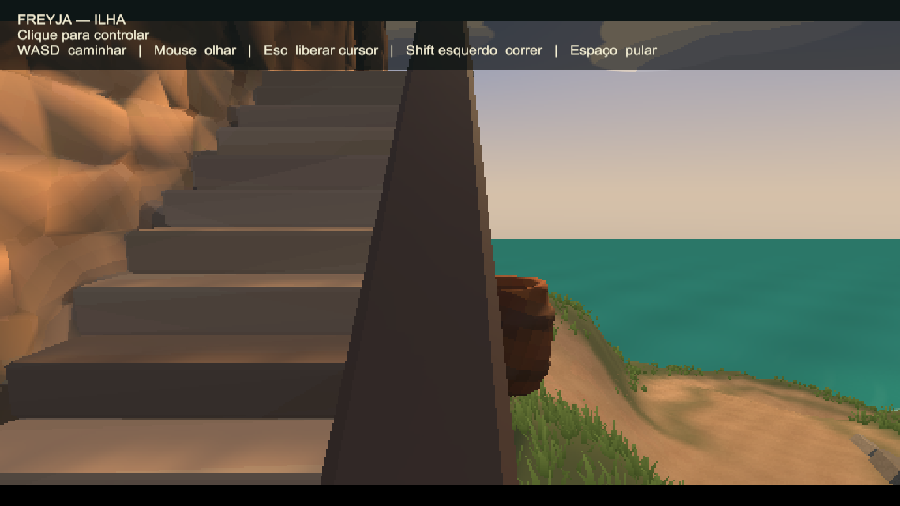 FREYJA — ILHA
Clique para controlar
WASD caminhar | Mouse olhar | Esc liberar cursor | Shift esquerdo correr | Espaço pular